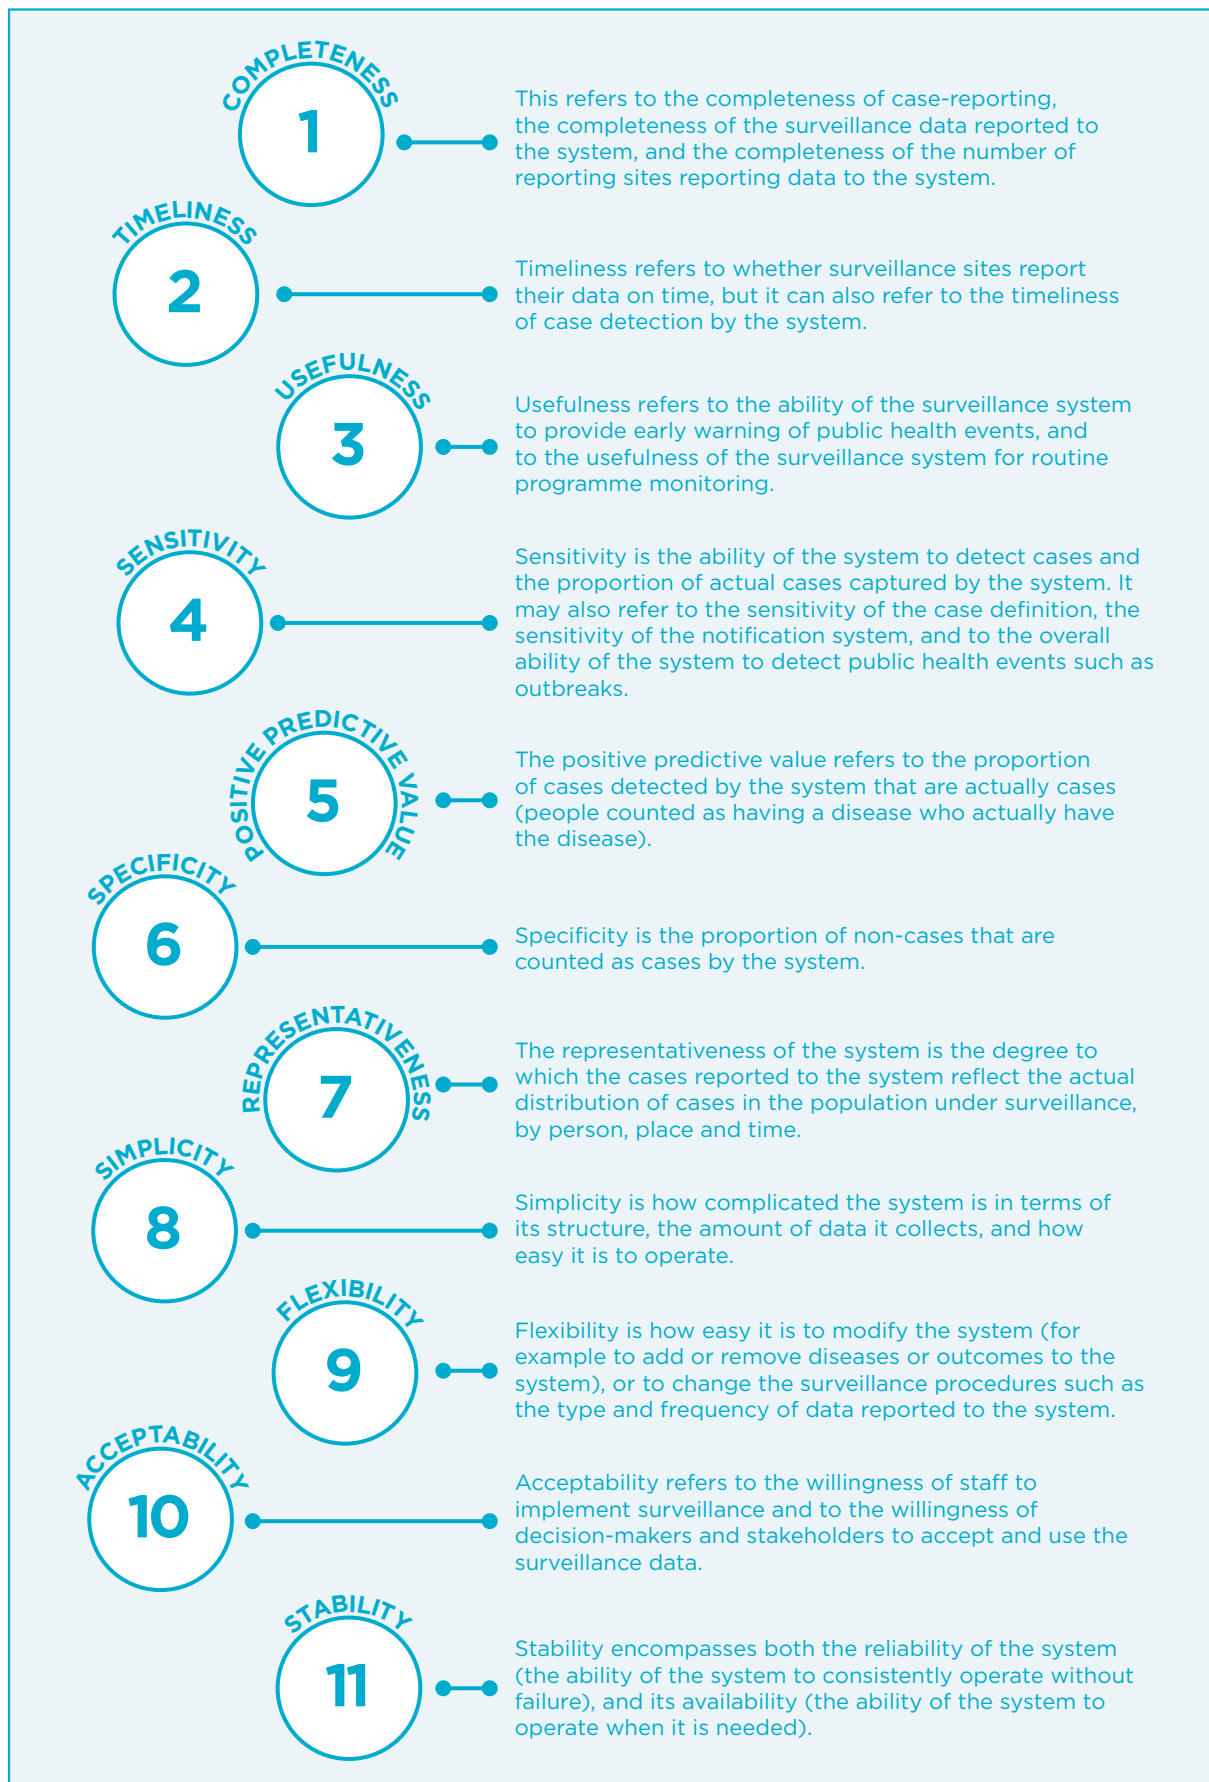 COMPLETENESS
1
This refers to the completeness of case-reporting,
the completeness of the surveillance data reported to
the system, and the completeness of the number of
reporting sites reporting data to the system.
TIMELINESS
2
Timeliness refers to whether surveillance sites report
their data on time, but it can also refer to the timeliness
of case detection by the system.
USEFULNESS
3
Usefulness refers to the ability of the surveillance system
to provide early warning of public health events, and
to the usefulness of the surveillance system for routine
programme monitoring.
SENSITIVITY
4
Sensitivity is the ability of the system to detect cases and
the proportion of actual cases captured by the system. It
may also refer to the sensitivity of the case definition, the
sensitivity of the notification system, and to the overall
ability of the system to detect public health events such as
outbreaks.
POSITIVE PREDICTIVE VALUE
5
The positive predictive value refers to the proportion
of cases detected by the system that are actually cases
(people counted as having a disease who actually have
the disease).
SPECIFICITY
6
Specificity is the proportion of non-cases that are
counted as cases by the system.
REPRESENTATIVENESS
7
The representativeness of the system is the degree to
which the cases reported to the system reflect the actual
distribution of cases in the population under surveillance,
by person, place and time.
SIMPLICITY
8
Simplicity is how complicated the system is in terms of
its structure, the amount of data it collects, and how
easy it is to operate.
FLEXIBILITY
9
Flexibility is how easy it is to modify the system (for
example to add or remove diseases or outcomes to the
system), or to change the surveillance procedures such as
the type and frequency of data reported to the system.
ACCEPTABILITY
10
Acceptability refers to the willingness of staff to
implement surveillance and to the willingness of
decision-makers and stakeholders to accept and use the
surveillance data.
STABILITY
11
Stability encompasses both the reliability of the system
(the ability of the system to consistently operate without
failure), and its availability (the ability of the system to
operate when it is needed).